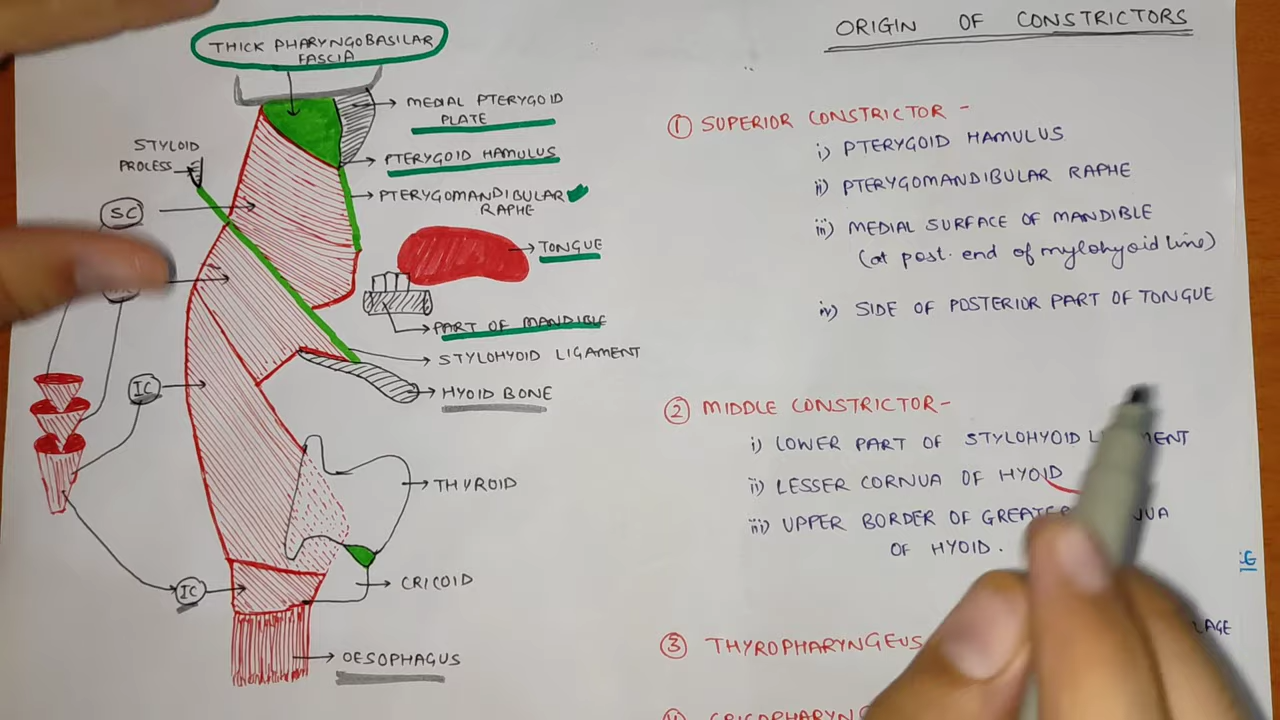 THICK PHARYNGOBASILAR
FASCIA
MEDIAL PTERYGOID
PLATE
STYLOID
PROCESS
PTERYGOID HAMULUS
PTERYGOMANDIBULAR
RAPHE
SC
TONGUE
PART OF MANDIBLE
STYLOHYOID LIGAMENT
IC
HYOID BONE
THYROID
CRICOID
IC
OESOPHAGUS
ORIGIN OF CONSTRICTORS
① SUPERIOR CONSTRICTOR -
i) PTERYGOID HAMULUS
ii) PTERYGOMANDIBULAR RAPHE
iii) MEDIAL SURFACE OF MANDIBLE
(at post. end of mylohyoid line)
iv) SIDE OF POSTERIOR PART OF TONGUE
② MIDDLE CONSTRICTOR-
i) LOWER PART OF STYLOHYOID
ii) LESSER CORNUA OF HYOID
iii) UPPER BORDER OF
OF HYOID.
③ THYROPHARYNGEUS